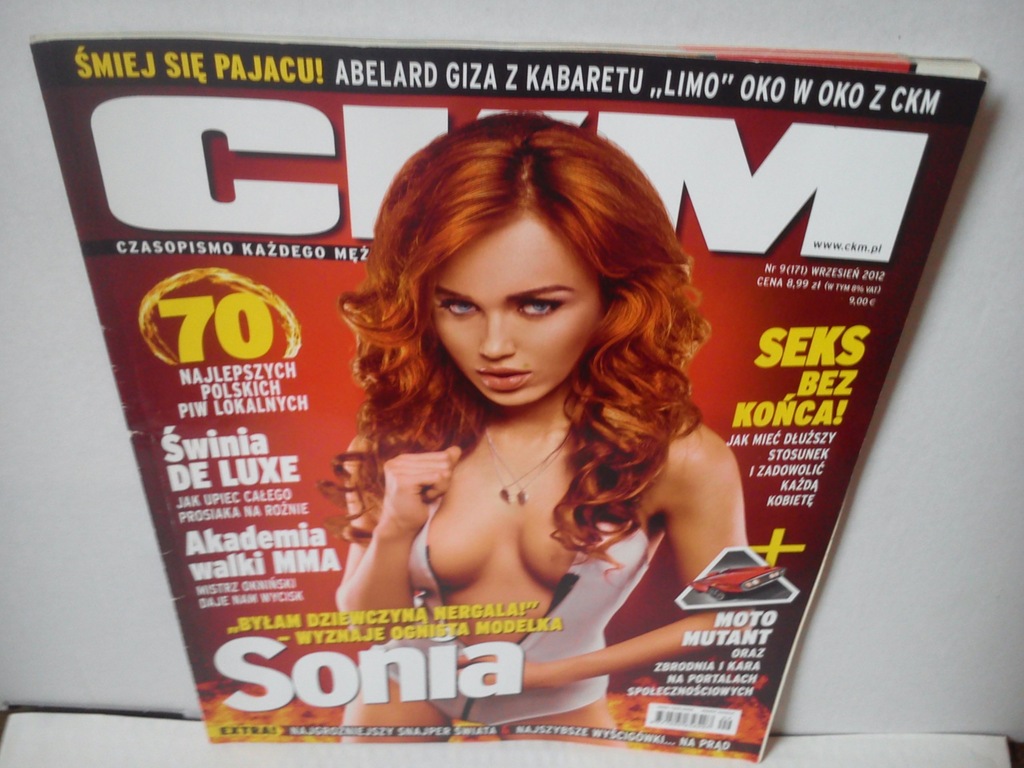 ŚMIEJ SIĘ PAJACU! ABELARD GIZA Z KABARETU „LIMO” OKO W OKO Z CKM
CKM
www.ckm.pl
CZASOPISMO KAŻDEGO MĘŻ
Nr 9 (171) WRZESIEŃ 2012
CENA 8,99 zł (W TYM 8% VAT)
9,00 €
70
NAJLEPSZYCH
POLSKICH
PIW LOKALNYCH
Świnia
DE LUXE
JAK UPIEC CAŁEGO
PROSIAKA NA ROŻNIE
Akademia
walki MMA
MISTRZ OKNIŃSKI
DAJE NAM WYCISK
SEKS
BEZ
KOŃCA!
JAK MIEĆ DŁUŻSZY
STOSUNEK
I ZADOWOLIĆ
KAŻDĄ
KOBIETĘ
+
MOTO
MUTANT
ORAZ
ZBRODNIA I KARA
NA PORTALACH
SPOŁECZNOŚCIOWYCH
„BYŁAM DZIEWCZYNĄ NERGALA!”
– WYZNAJE OGNISTA MODELKA
Sonia
EXTRA! NAJGROŹNIEJSZY SNAJPER ŚWIATA NAJSZYBSZE WYŚCIGÓWKI... NA PRĄD